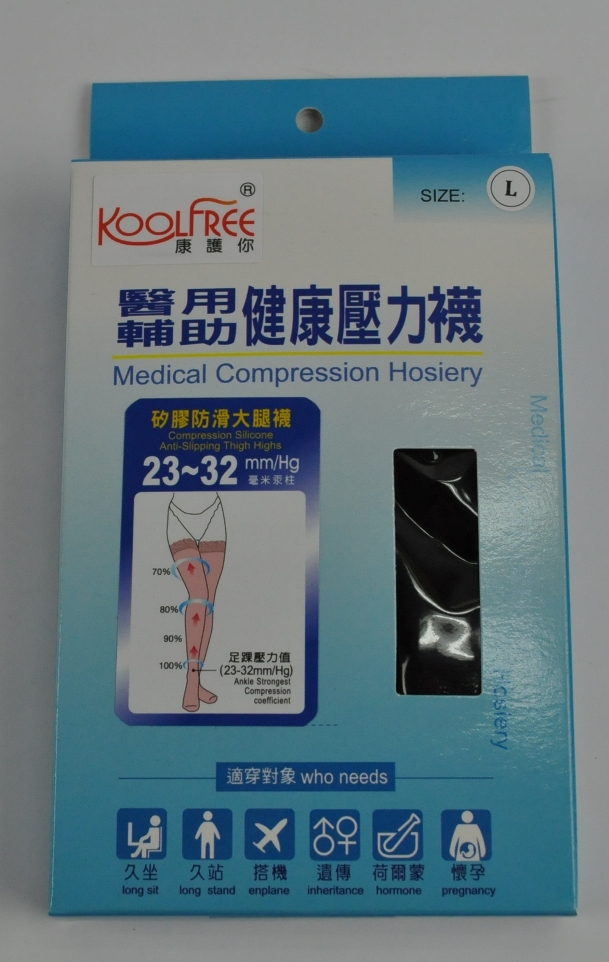 KOOLFREE®
康護你
SIZE: L
醫用
輔助
健康壓力襪
Medical Compression Hosiery
矽膠防滑大腿襪
Compression Silicone
Anti-Slipping Thigh Highs
23~32 mm/Hg
毫米汞柱
70%
80%
90%
100%
足踝壓力值
(23-32mm/Hg)
Ankie Strongest
Compression
coefficient
Medical
Hosiery
適穿對象 who needs
久坐 久站 搭機 遺傳 荷爾蒙 懷孕
long sit long stand enplane inheritance hormone pregnancy